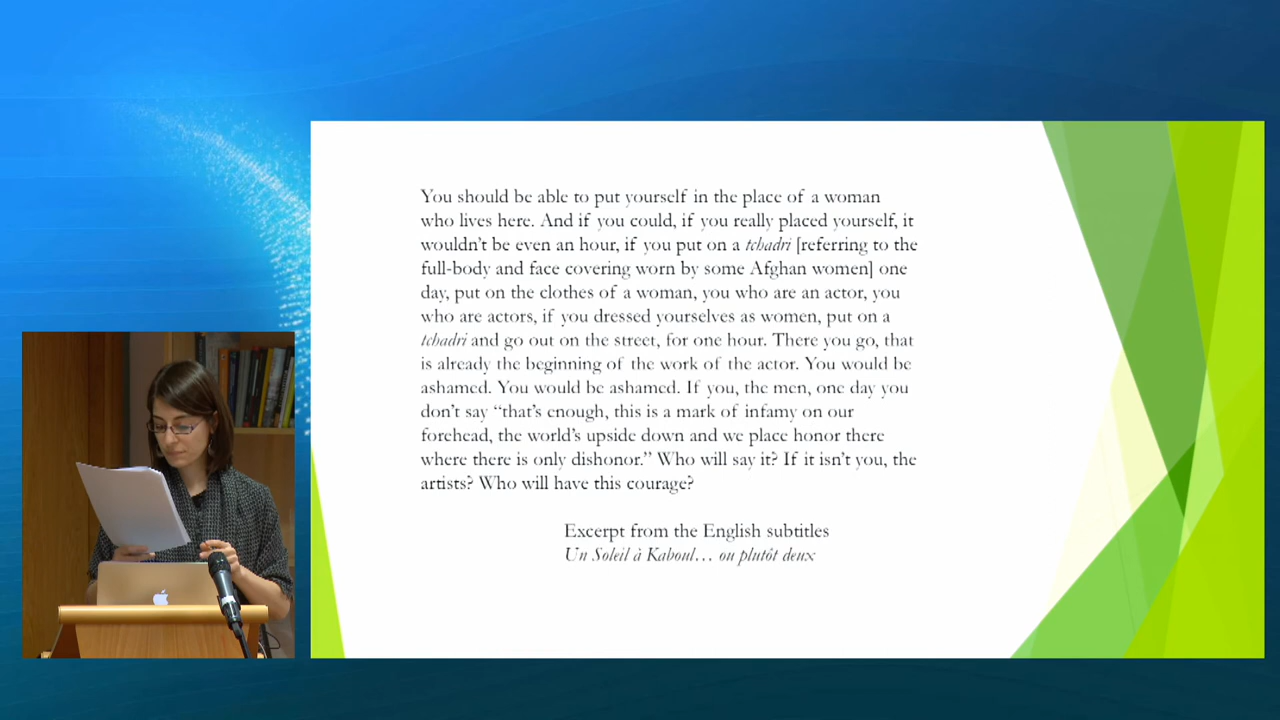 You should be able to put yourself in the place of a woman
who lives here. And if you could, if you really placed yourself, it
wouldn't be even an hour, if you put on a tchadri [referring to the
full-body and face covering worn by some Afghan women] one
day, put on the clothes of a woman, you who are an actor, you
who are actors, if you dressed yourselves as women, put on a
tchadri and go out on the street, for one hour. There you go, that
is already the beginning of the work of the actor. You would be
ashamed. You would be ashamed. If you, the men, one day you
don't say “that's enough, this is a mark of infamy on our
forehead, the world's upside down and we place honor there
where there is only dishonor.” Who will say it? If it isn't you, the
artists? Who will have this courage?
Excerpt from the English subtitles
Un Soleil à Kaboul… ou plutôt deux